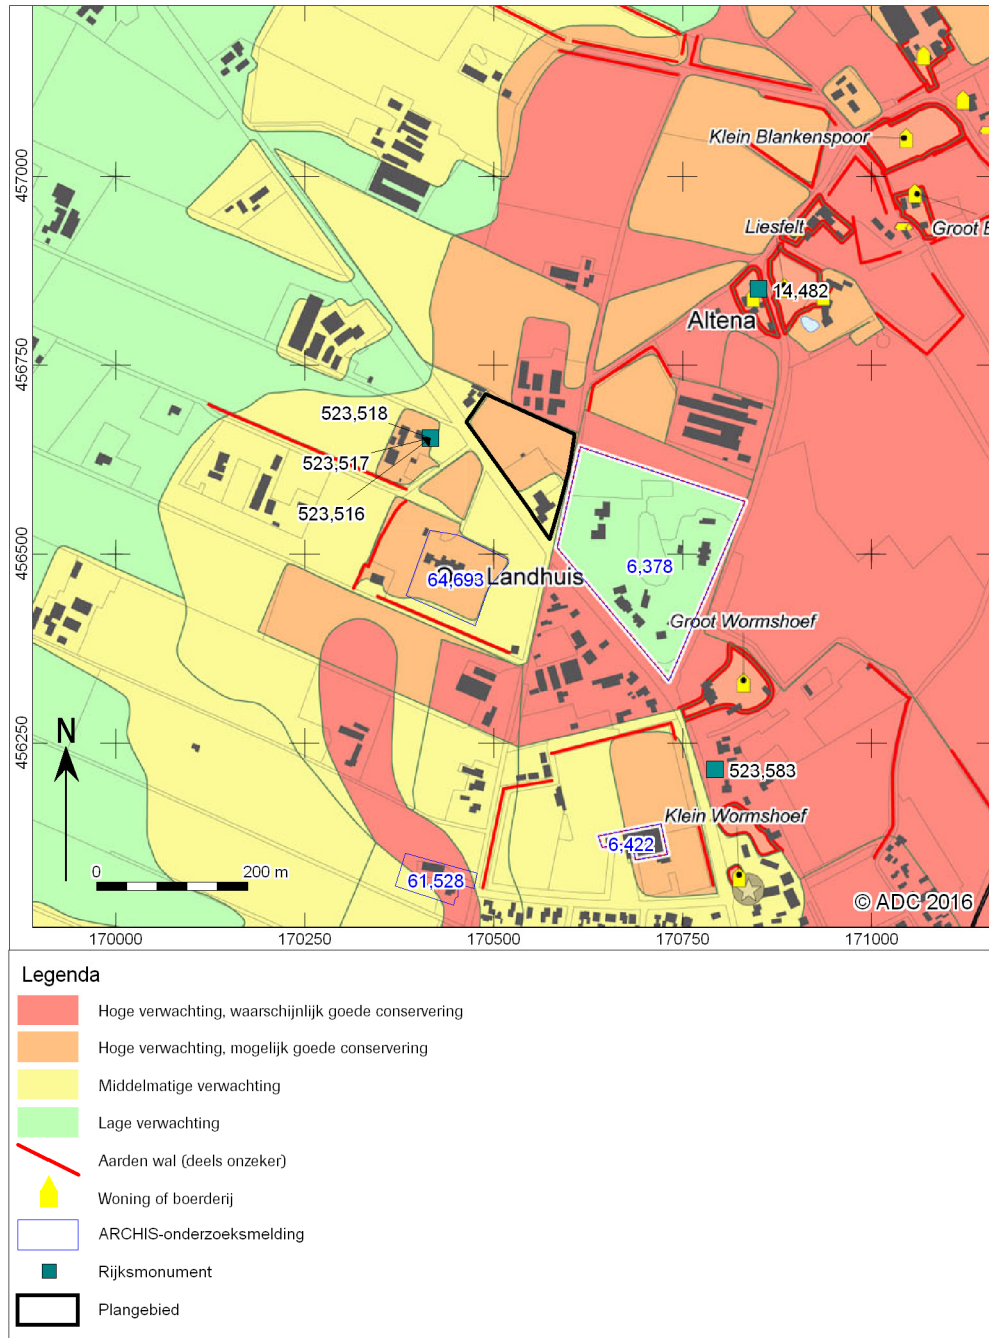 Klein Blankenspoor
457000
Liesfelt
Groot B
14,482
Altena
456750
523,518
523,517
523,516
455500
64,693
Landhuis
6,378
Groot Wormshoef
N
456250
523,583
Klein Wormshoef
0
200 m
6,422
61,528
© ADC 2016
170000
170250
170500
170750
171000
Legenda
Hoge verwachting, waarschijnlijk goede conservering
Hoge verwachting, mogelijk goede conservering
Middelmatige verwachting
Lage verwachting
Aarden wal (deels onzeker)
Woning of boerderij
ARCHIS-onderzoeksmelding
Rijksmonument
Plangebied